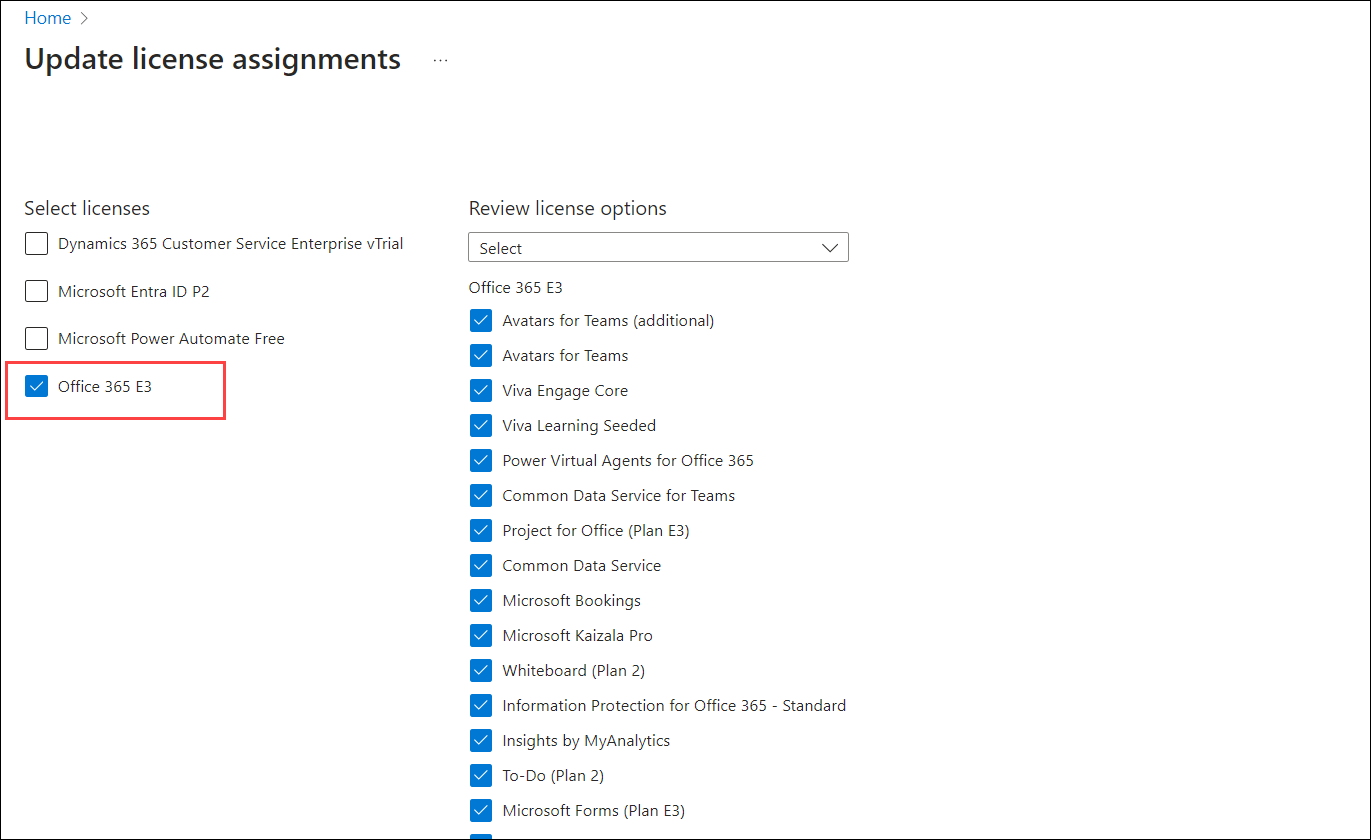 Home
Update license assignments
...
Select licenses
Dynamics 365 Customer Service Enterprise vTrial
Microsoft Entra ID P2
Microsoft Power Automate Free
Office 365 E3
Review license options
Select
Office 365 E3
Avatars for Teams (additional)
Avatars for Teams
Viva Engage Core
Viva Learning Seeded
Power Virtual Agents for Office 365
Common Data Service for Teams
Project for Office (Plan E3)
Common Data Service
Microsoft Bookings
Microsoft Kaizala Pro
Whiteboard (Plan 2)
Information Protection for Office 365 - Standard
Insights by MyAnalytics
To-Do (Plan 2)
Microsoft Forms (Plan E3)